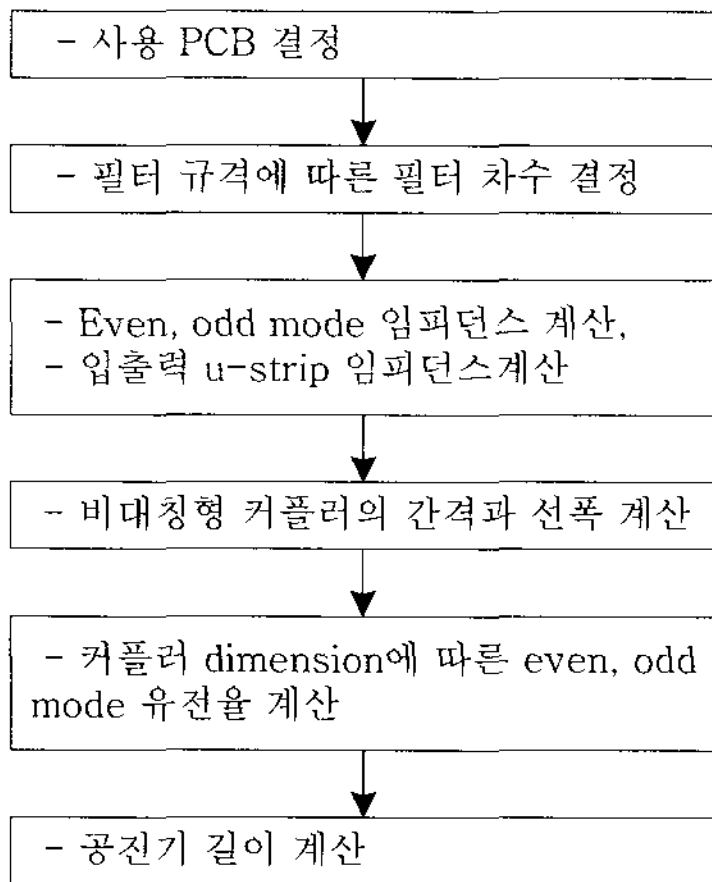 - 사용 PCB 결정
- 필터 규격에 따른 필터 차수 결정
- Even, odd mode 임피던스 계산,
- 입출력 u-strip 임피던스계산
- 비대칭형 커플러의 간격과 선폭 계산
- 커플러 dimension에 따른 even, odd
mode 유전율 계산
- 공진기 길이 계산